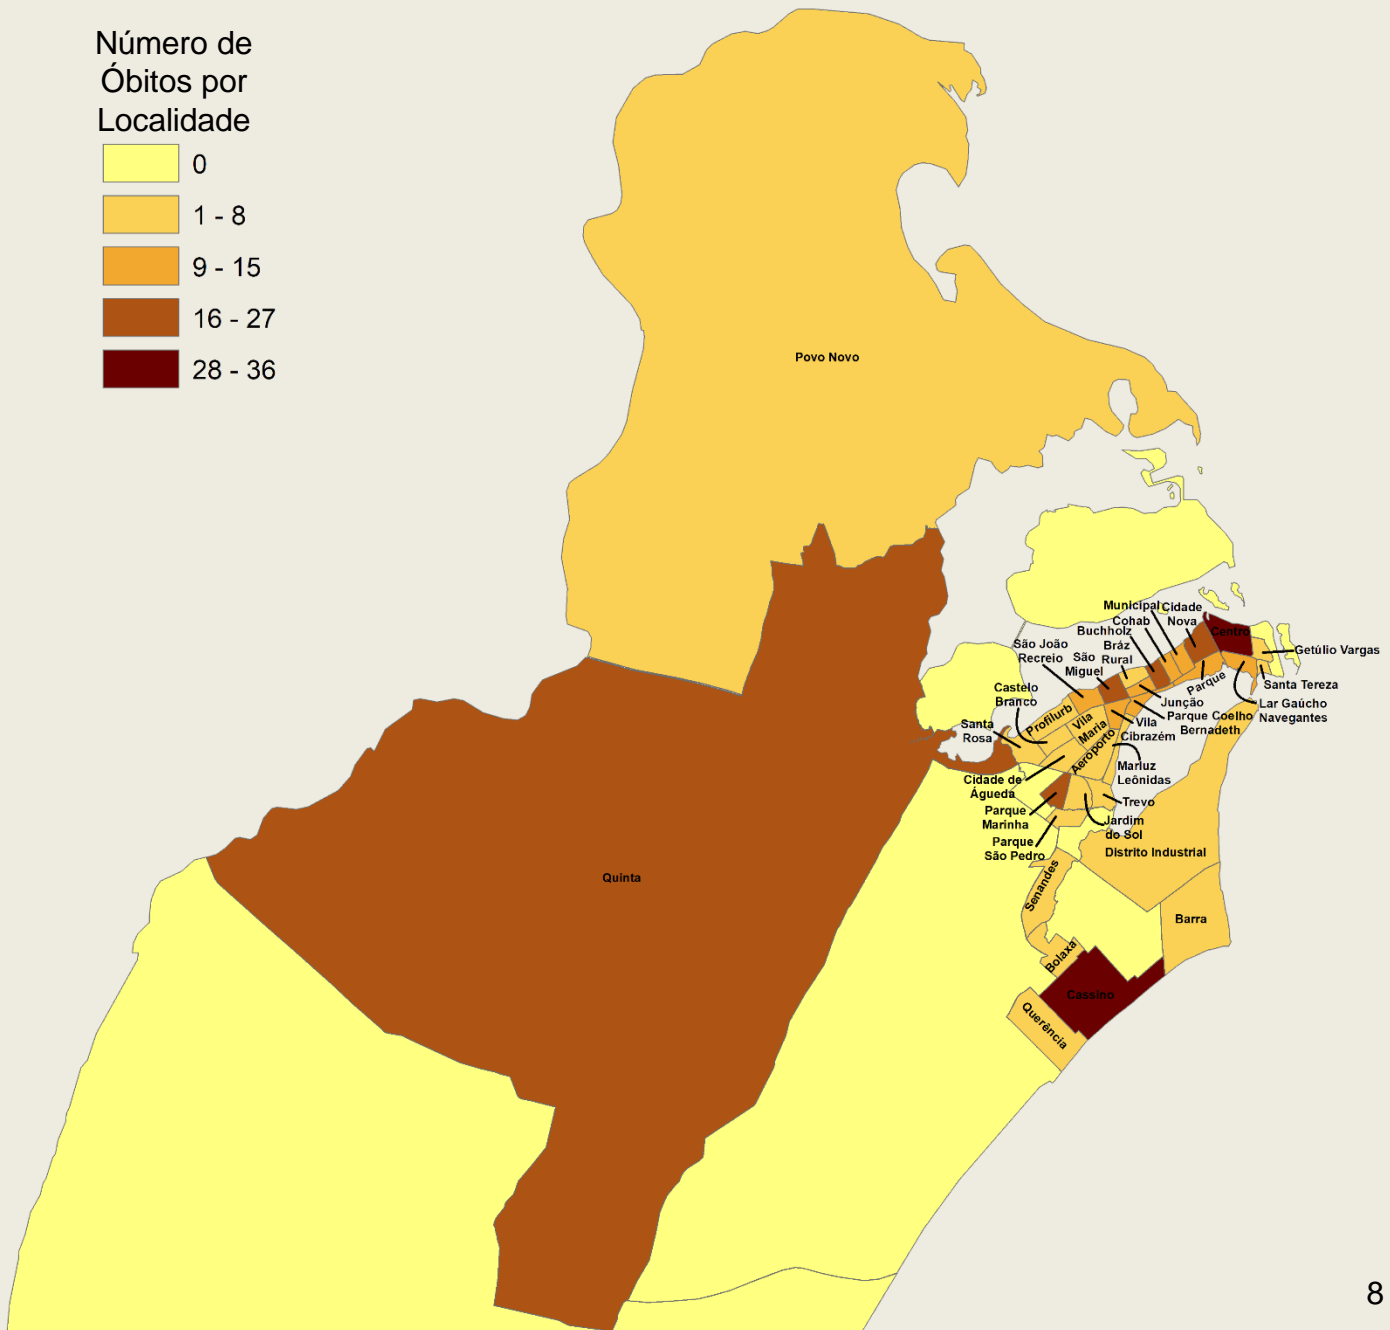 Número de
Óbitos por
Localidade
0
1 - 8
9 - 15
16 - 27
28 - 36
Povo Novo
Municipal
Cidade
Nova
Cohab
Buchholz
Bráz
Rural
São João
Recreio
São
Miguel
Centro
Getúlio Vargas
Santa Tereza
Parque
Lar Gaúcho
Navegantes
Castelo
Branco
Junção
Parque Coelho
Bernadeth
Santa
Rosa
Profilurb
Vila
Maria
Vila
Cibrazém
Aeroporto
Marluz
Leônidas
Cidade de
Águeda
Trevo
Parque
Marinha
Jardim
do Sol
Parque
São Pedro
Distrito Industrial
Quinta
Senandes
Barra
Bolaxa
Cassino
Querência
8